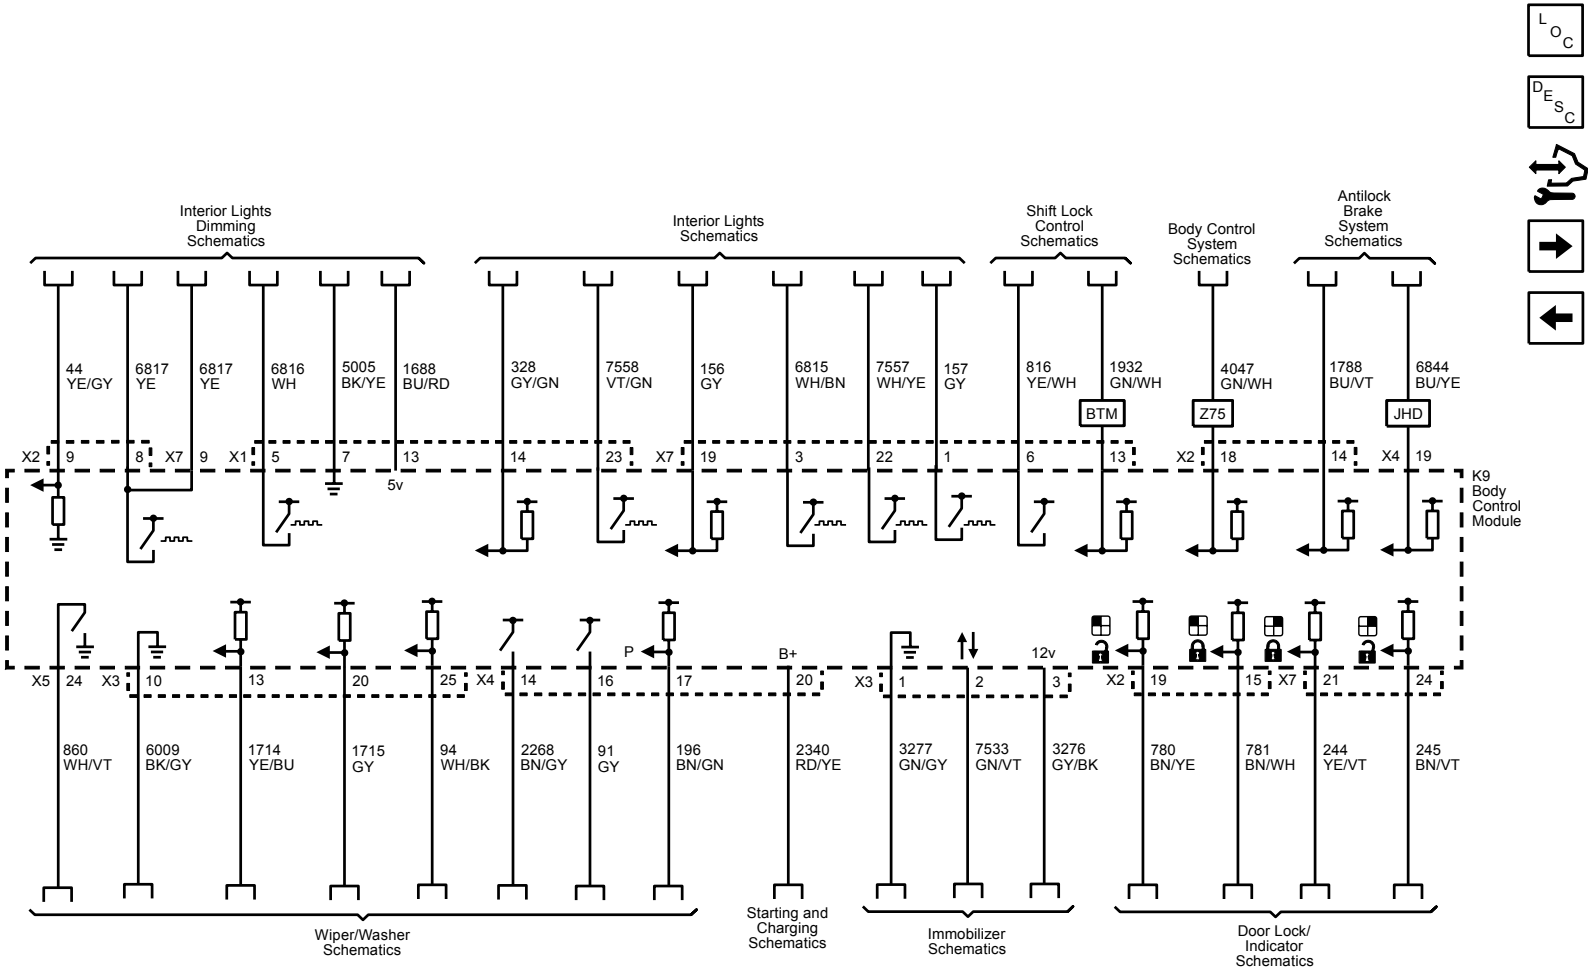 L
O
C
D
E
S
C
Interior Lights
Dimming
Schematics
Interior Lights
Schematics
Shift Lock
Control
Schematics
Body Control
System
Schematics
Antilock
Brake
System
Schematics
44
YE/GY
6817
YE
6817
YE
6816
WH
5005
BK/YE
1688
BU/RD
328
GY/GN
7558
VT/GN
156
GY
6815
WH/BN
7557
WH/YE
157
GY
816
YE/WH
1932
GN/WH
4047
GN/WH
1788
BU/VT
6844
BU/YE
BTM
Z75
JHD
X2 9 8 X7 9 X1 5 7 13 14 23 X7 19 3 22 1 6 13 X2 18 14 X4 19
5v
K9
Body
Control
Module
P
B+
12v
X5 24 X3 10 13 20 25 X4 14 16 17 20 X3 1 2 3 X2 19 15 X7 21 24
860
WH/VT
6009
BK/GY
1714
YE/BU
1715
GY
94
WH/BK
2268
BN/GY
91
GY
196
BN/GN
2340
RD/YE
3277
GN/GY
7533
GN/VT
3276
GY/BK
780
BN/YE
781
BN/WH
244
YE/VT
245
BN/VT
Wiper/Washer
Schematics
Starting and
Charging
Schematics
Immobilizer
Schematics
Door Lock/
Indicator
Schematics